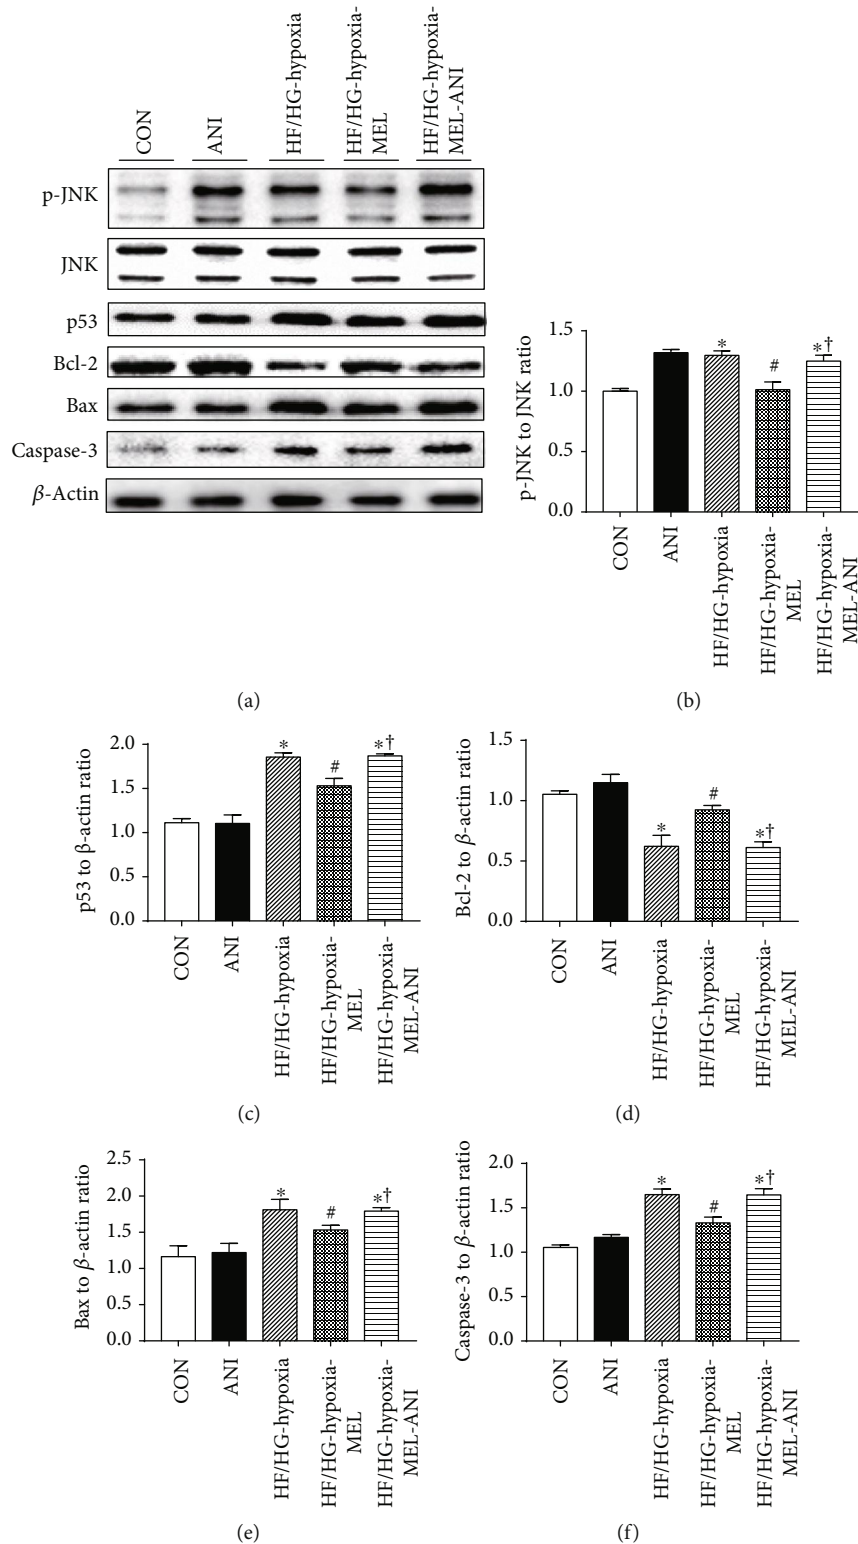 CON
ANI
HF/HG-hypoxia
HF/HG-hypoxia-
MEL
HF/HG-hypoxia-
MEL-ANI
p-JNK
JNK
p53
Bcl-2
Bax
Caspase-3
β-Actin
(a)
p-JNK to JNK ratio
1.5
1.0
0.5
0.0
*
#
*†
CON
ANI
HF/HG-hypoxia
HF/HG-hypoxia-
MEL
HF/HG-hypoxia-
MEL-ANI
(b)
p53 to β-actin ratio
2.0
1.5
1.0
0.5
0.0
*
#
*†
CON
ANI
HF/HG-hypoxia
HF/HG-hypoxia-
MEL
HF/HG-hypoxia-
MEL-ANI
(c)
Bcl-2 to β-actin ratio
1.5
1.0
0.5
0.0
*
#
*†
CON
ANI
HF/HG-hypoxia
HF/HG-hypoxia-
MEL
HF/HG-hypoxia-
MEL-ANI
(d)
Bax to β-actin ratio
2.5
2.0
1.5
1.0
0.5
0.0
*
#
*†
CON
ANI
HF/HG-hypoxia
HF/HG-hypoxia-
MEL
HF/HG-hypoxia-
MEL-ANI
(e)
Caspase-3 to β-actin ratio
2.0
1.5
1.0
0.5
0.0
*
#
*†
CON
ANI
HF/HG-hypoxia
HF/HG-hypoxia-
MEL
HF/HG-hypoxia-
MEL-ANI
(f)